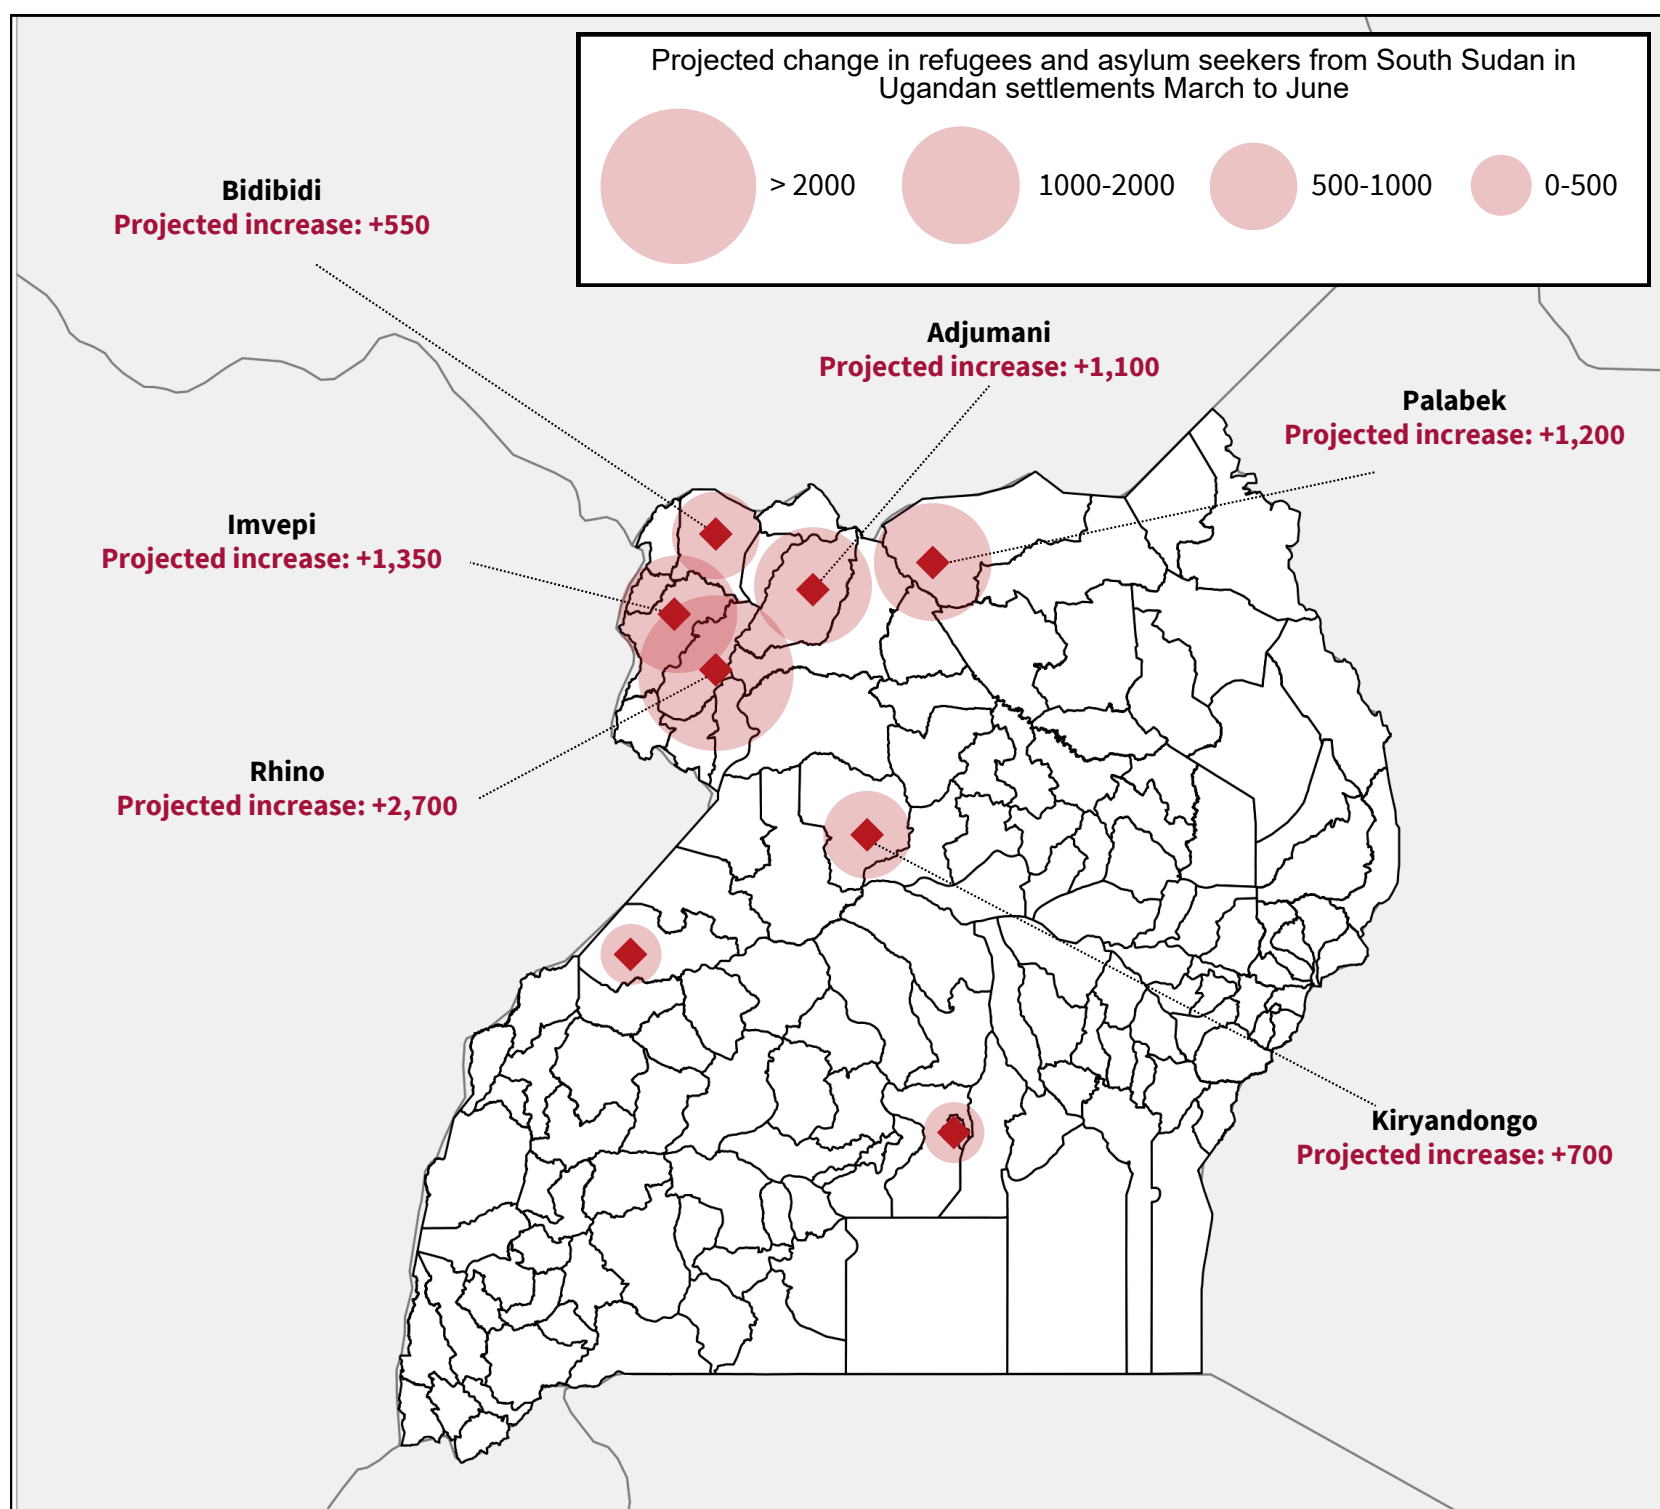 Projected change in refugees and asylum seekers from South Sudan in
Ugandan settlements March to June
> 2000
1000-2000
500-1000
0-500
Bidibidi
Projected increase: +550
Adjumani
Projected increase: +1,100
Palabek
Projected increase: +1,200
Imvepi
Projected increase: +1,350
Rhino
Projected increase: +2,700
Kiryandongo
Projected increase: +700